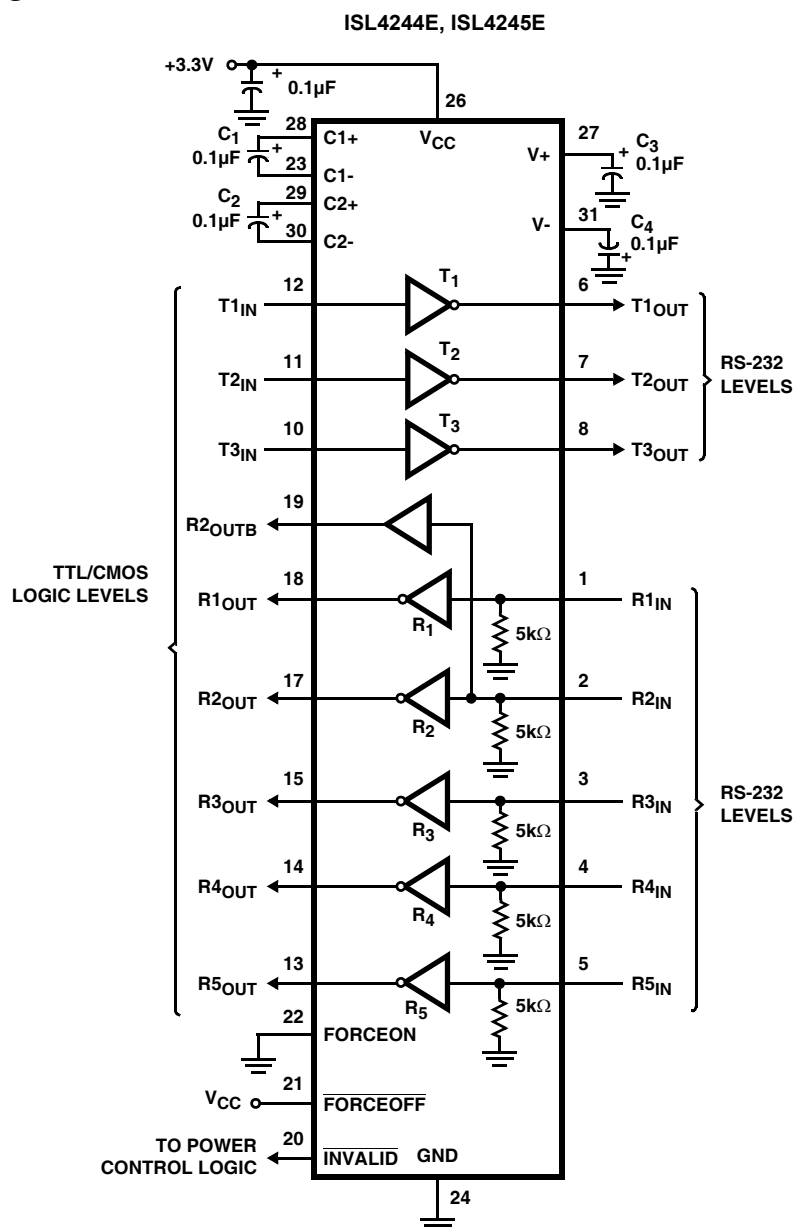 ISL4244E, ISL4245E
+3.3V
+
0.1µF
26
28
C1
0.1µF
+
23
C1+
C1-
VCC
27
V+
+
C3
0.1µF
29
C2
0.1µF
+
30
C2+
C2-
V-
31
C4
0.1µF
+
T1IN
12
T1
6
T1OUT
T2IN
11
T2
7
T2OUT
T3IN
10
T3
8
T3OUT
RS-232
LEVELS
R2OUTB
19
TTL/CMOS
LOGIC LEVELS
R1OUT
18
R1
5kΩ
1
R1IN
R2OUT
17
R2
5kΩ
2
R2IN
R3OUT
15
R3
5kΩ
3
R3IN
RS-232
LEVELS
R4OUT
14
R4
5kΩ
4
R4IN
R5OUT
13
R5
5kΩ
5
R5IN
22
FORCEON
VCC
21
FORCEOFF
TO POWER
CONTROL LOGIC
20
INVALID
GND
24